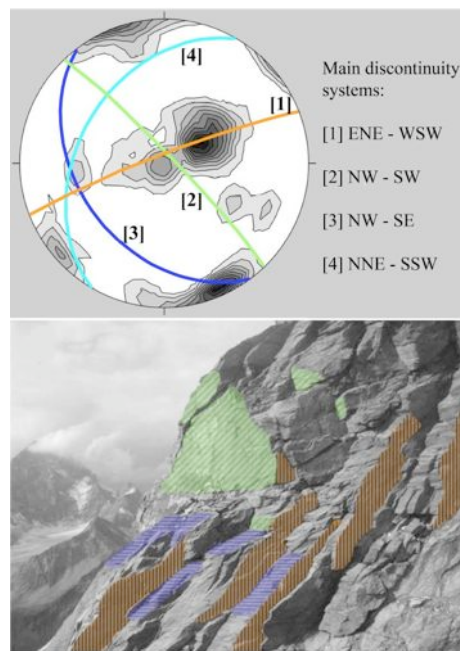 [4]
[1]
[2]
[3]
Main discontinuity
systems:
[1] ENE - WSW
[2] NW - SW
[3] NW - SE
[4] NNE - SSW